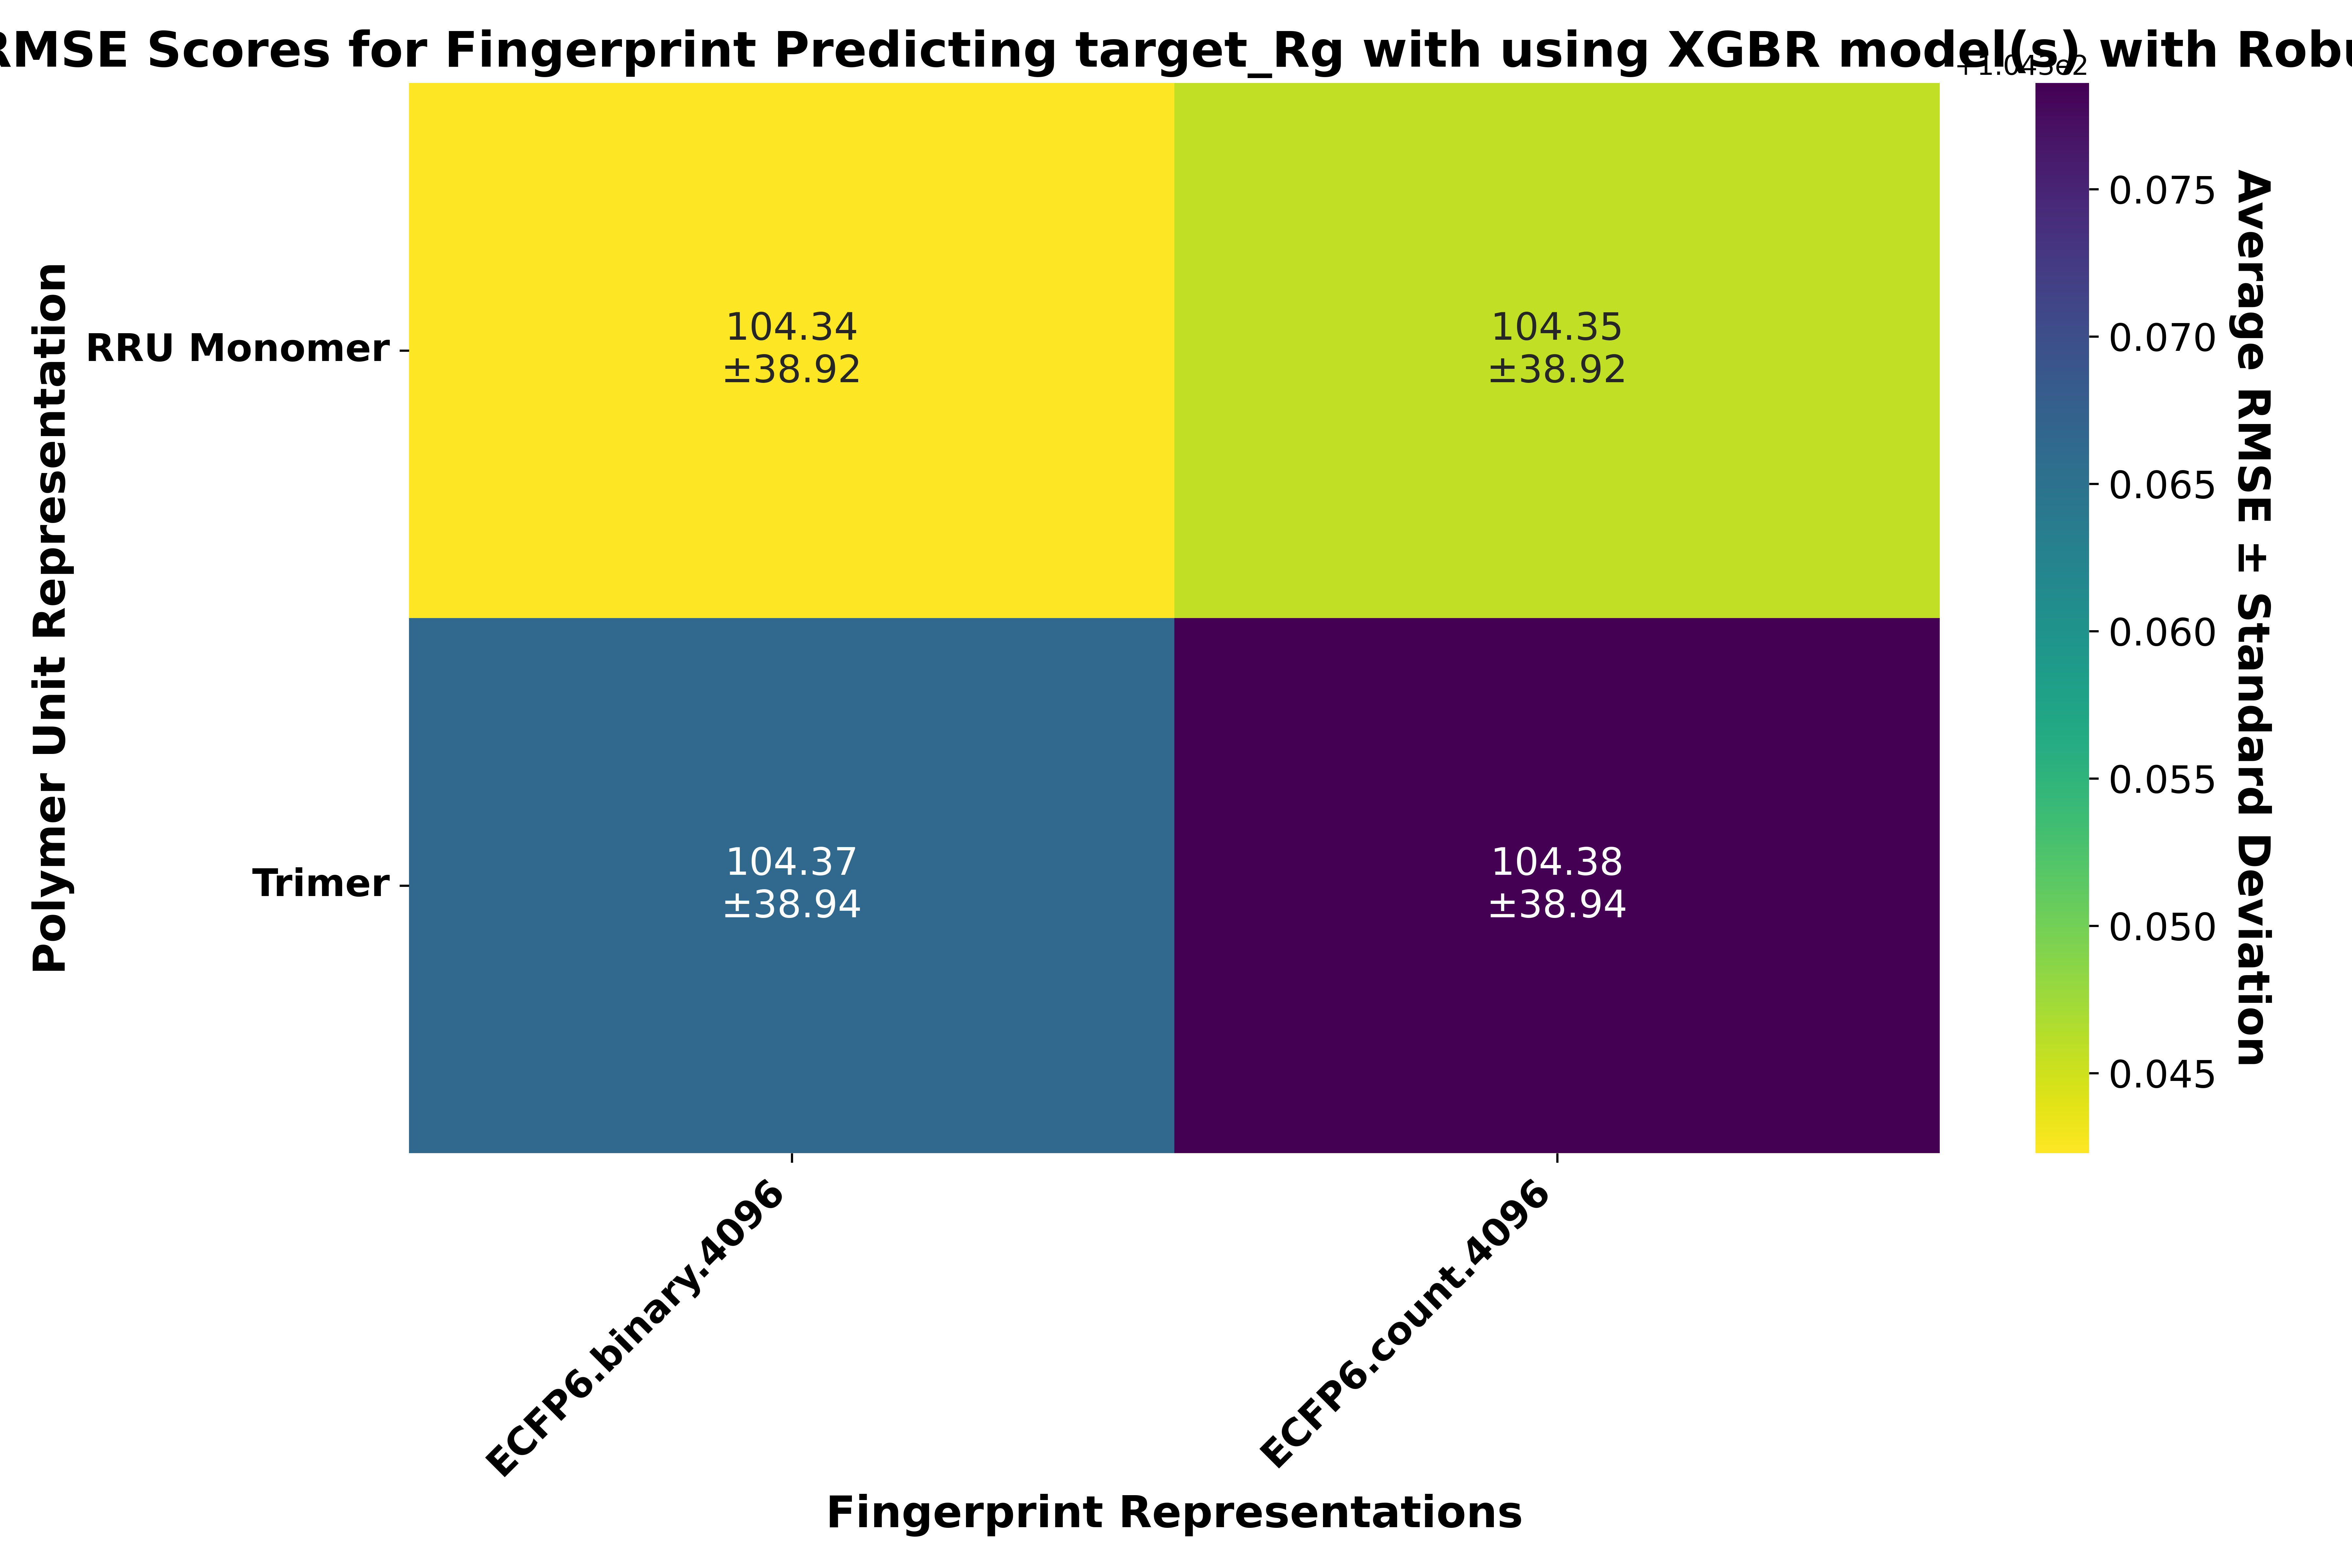 RMSE Scores for Fingerprint Predicting target_Rg with using XGBR model(s) with
+1.043e2
Polymer Unit Representation
RRU Monomer
Trimer
104.34
±38.92
104.35
±38.92
104.37
±38.94
104.38
±38.94
0.075
0.070
0.065
0.060
0.055
0.050
0.045
Average RMSE ± Standard Deviation
ECFP6.binary.4096
ECFP6.count.4096
Fingerprint Representations